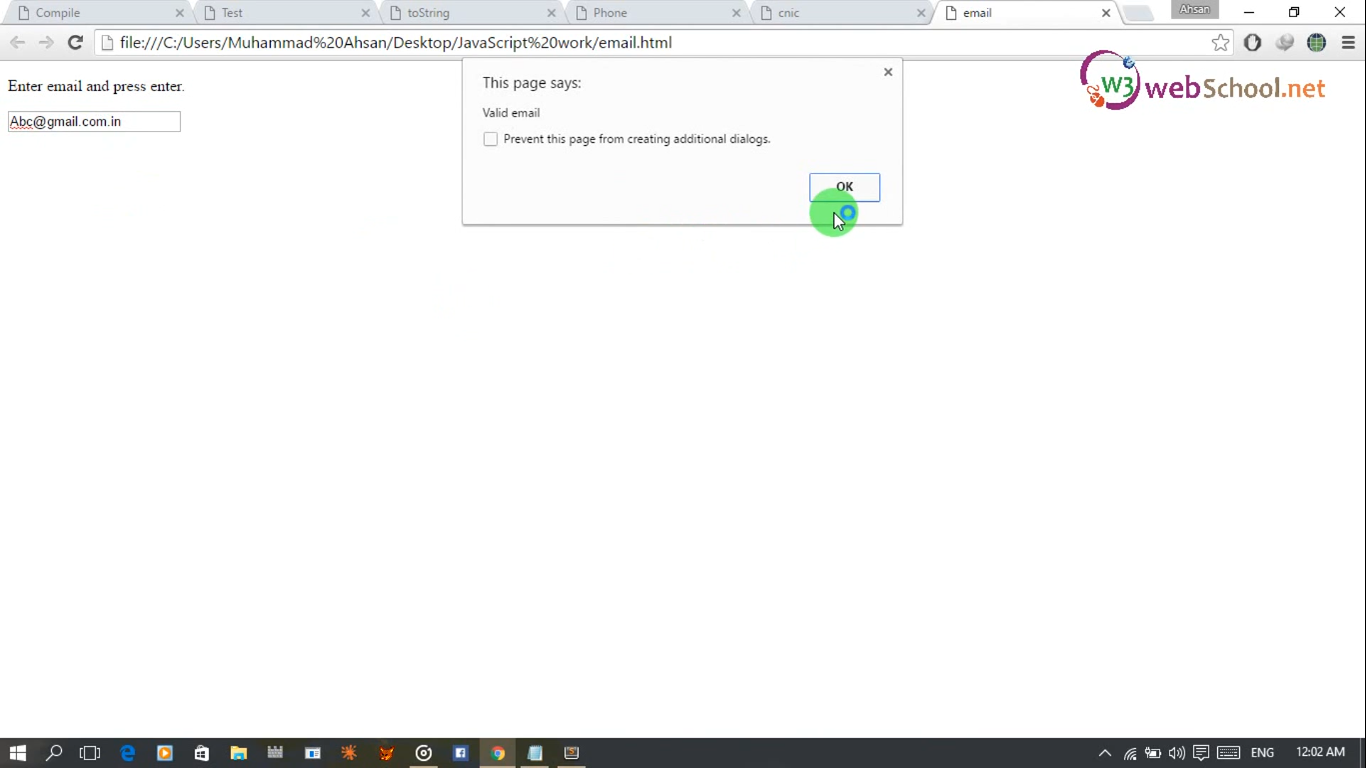 Compile
Test
toString
Phone
cnic
email
Ahsan
file:///C:/Users/Muhammad%20Ahsan/Desktop/JavaScript%20work/email.html
Enter email and press enter.
Abc@gmail.com.in
This page says:
Valid email
Prevent this page from creating additional dialogs.
OK
W3 webSchool.net
ENG
12:02 AM